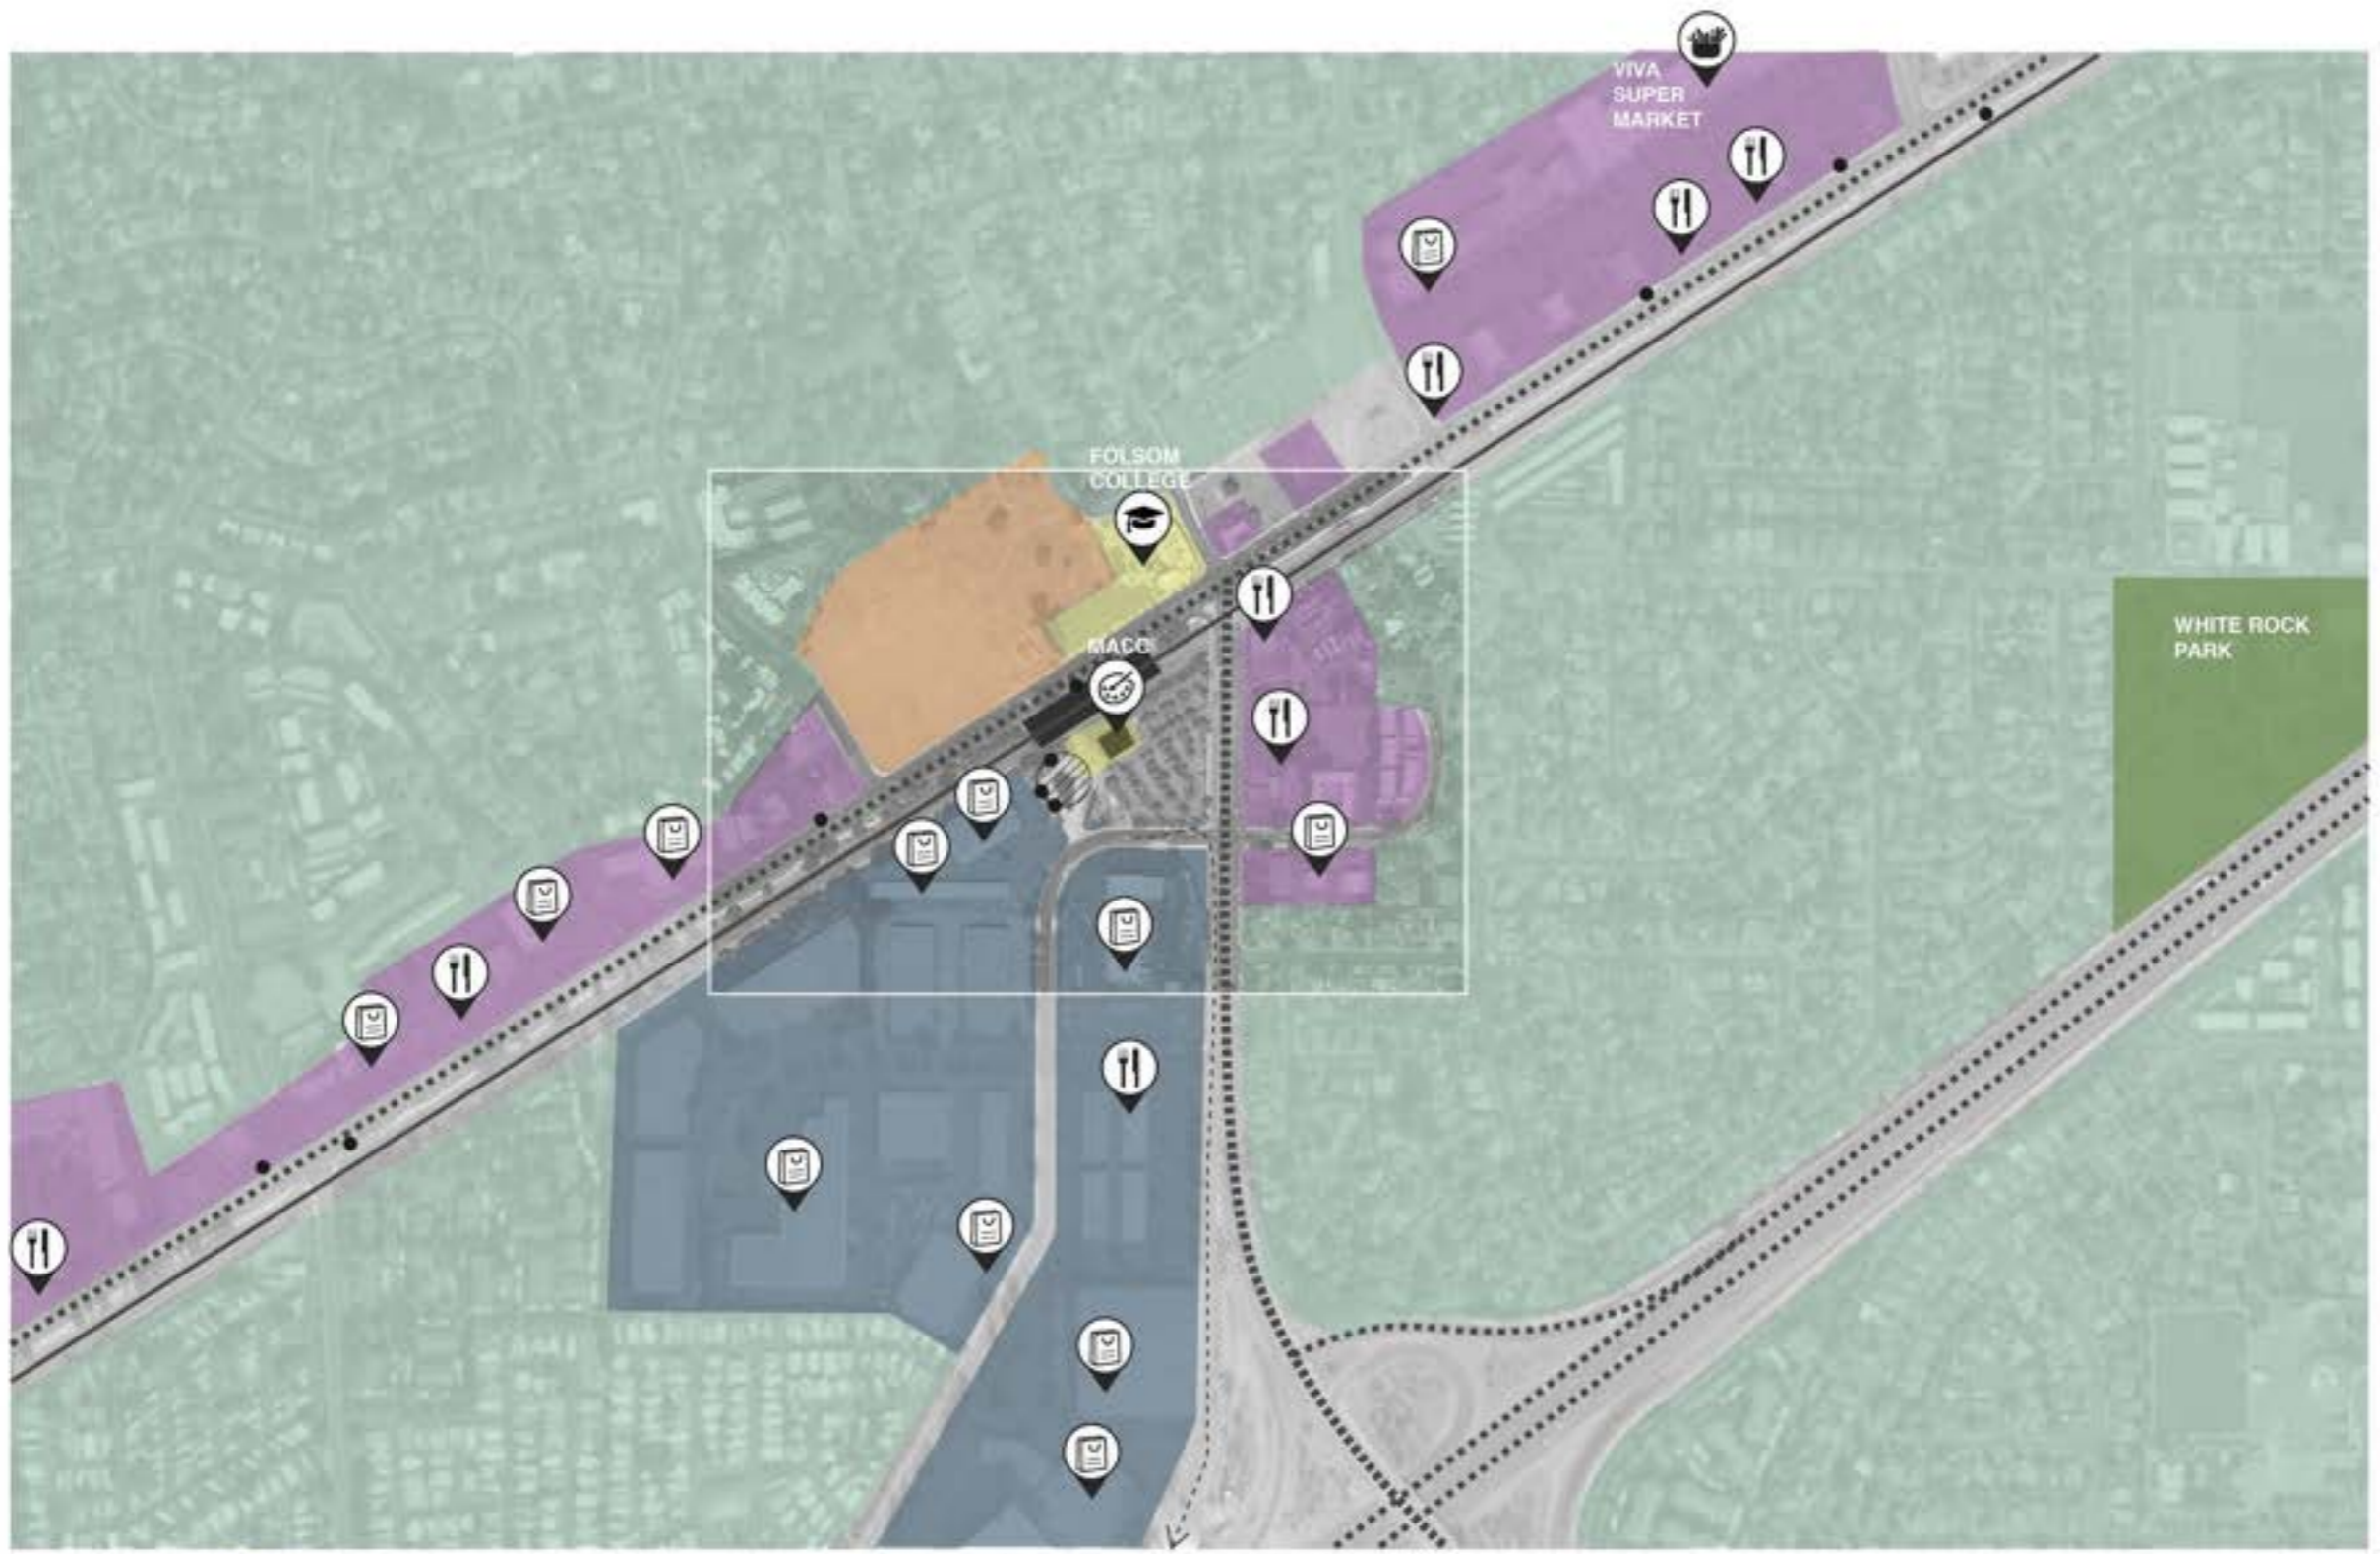 VIVA
SUPER
MARKET
FOLSOM
COLLEGE
MACC
WHITE ROCK
PARK